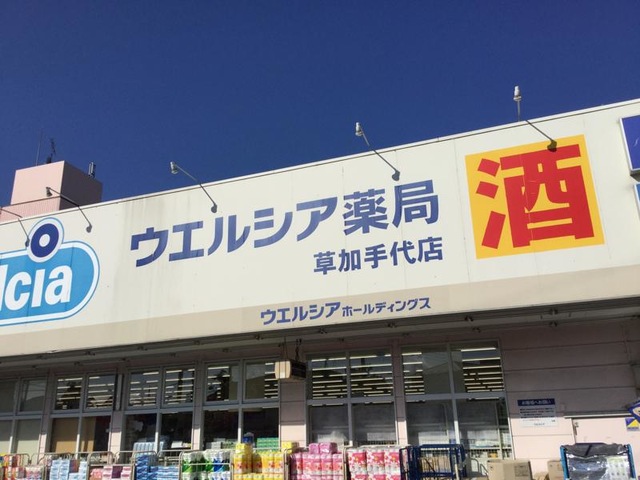 lcia
ウエルシア薬局
草加手代店
酒
ウエルシアホールディングス